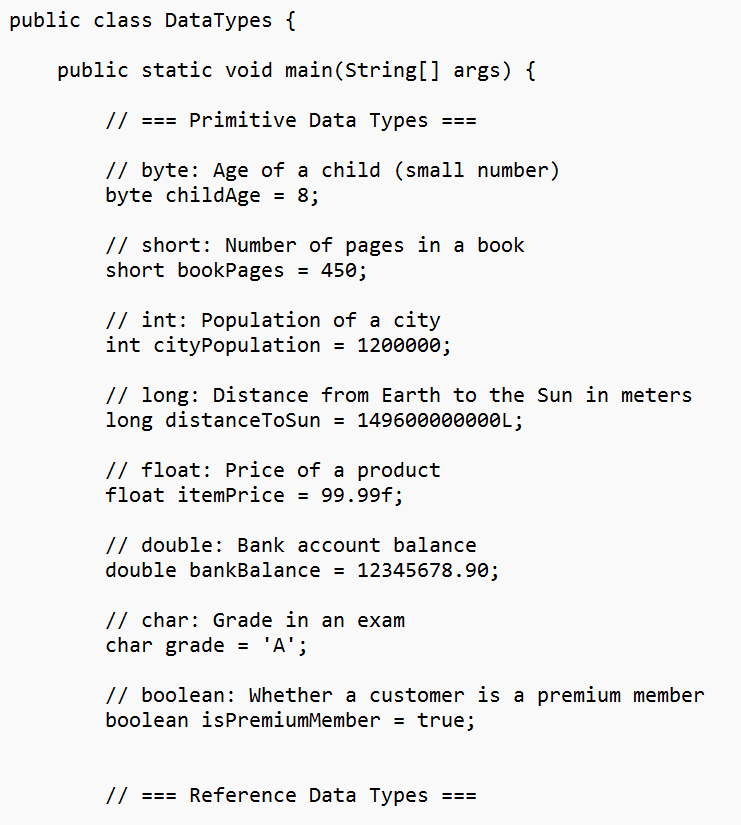 public class DataTypes {
public static void main(String[] args) {
// === Primitive Data Types ===
// byte: Age of a child (small number)
byte childAge = 8;
// short: Number of pages in a book
short bookPages = 450;
// int: Population of a city
int cityPopulation = 1200000;
// long: Distance from Earth to the Sun in meters
long distanceToSun = 149600000000L;
// float: Price of a product
float itemPrice = 99.99f;
// double: Bank account balance
double bankBalance = 12345678.90;
// char: Grade in an exam
char grade = 'A';
// boolean: Whether a customer is a premium member
boolean isPremiumMember = true;
// === Reference Data Types ===